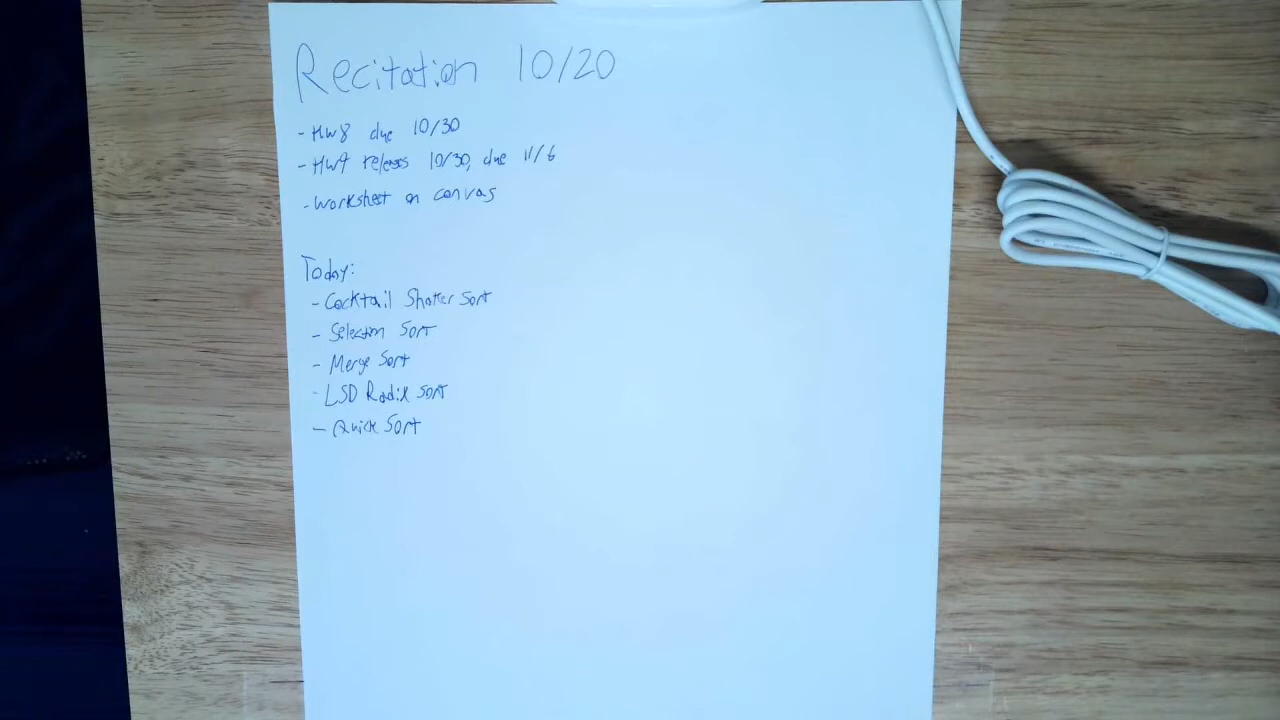 Recitation 10/20
- HW8 due 10/30
- HW9 releases 10/30, due 11/6
- Worksheet on canvas
Today:
- Cocktail Shaker Sort
- Selection Sort
- Merge Sort
- LSD Radix Sort
- Quick Sort